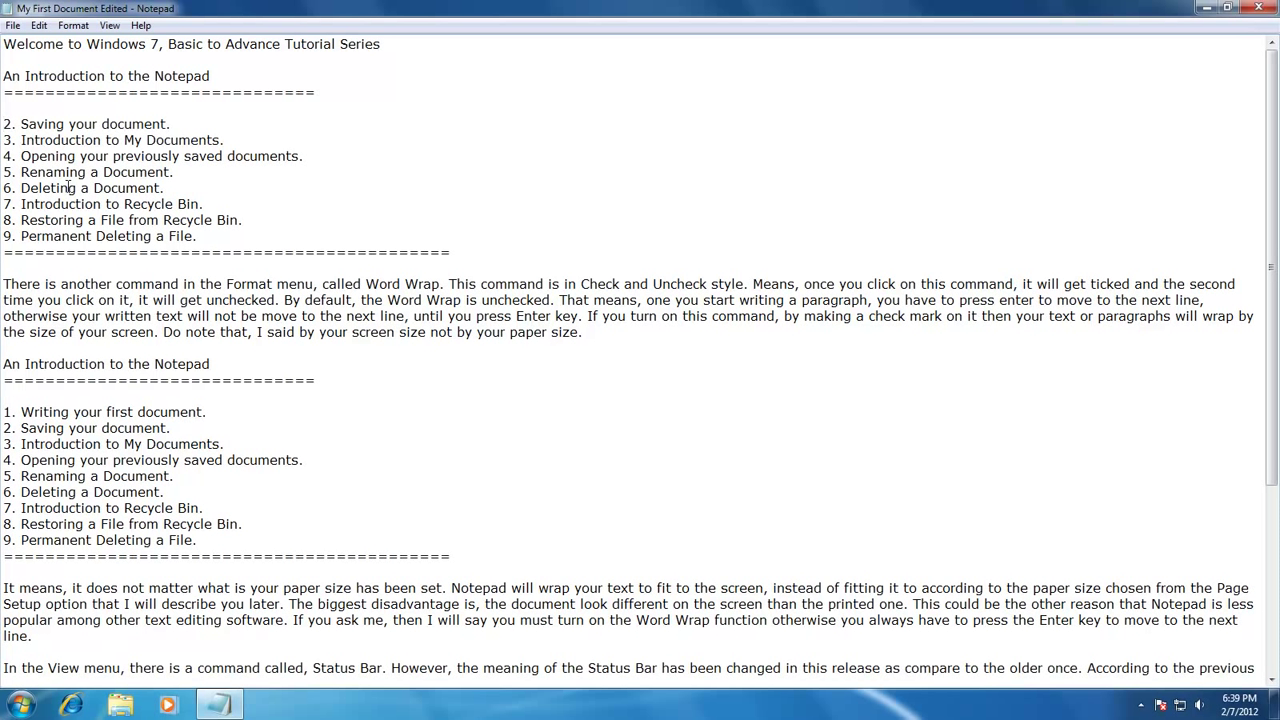 My First Document Edited - Notepad
File Edit Format View Help
Welcome to Windows 7, Basic to Advance Tutorial Series
An Introduction to the Notepad
==============================
2. Saving your document.
3. Introduction to My Documents.
4. Opening your previously saved documents.
5. Renaming a Document.
6. Deleting a Document.
7. Introduction to Recycle Bin.
8. Restoring a File from Recycle Bin.
9. Permanent Deleting a File.
===========================================
There is another command in the Format menu, called Word Wrap. This command is in Check and Uncheck style. Means, once you click on this command, it will get ticked and the second
time you click on it, it will get unchecked. By default, the Word Wrap is unchecked. That means, one you start writing a paragraph, you have to press enter to move to the next line,
otherwise your written text will not be move to the next line, until you press Enter key. If you turn on this command, by making a check mark on it then your text or paragraphs will wrap by
the size of your screen. Do note that, I said by your screen size not by your paper size.
An Introduction to the Notepad
==============================
1. Writing your first document.
2. Saving your document.
3. Introduction to My Documents.
4. Opening your previously saved documents.
5. Renaming a Document.
6. Deleting a Document.
7. Introduction to Recycle Bin.
8. Restoring a File from Recycle Bin.
9. Permanent Deleting a File.
===========================================
It means, it does not matter what is your paper size has been set. Notepad will wrap your text to fit to the screen, instead of fitting it to according to the paper size chosen from the Page
Setup option that I will describe you later. The biggest disadvantage is, the document look different on the screen than the printed one. This could be the other reason that Notepad is less
popular among other text editing software. If you ask me, then I will say you must turn on the Word Wrap function otherwise you always have to press the Enter key to move to the next
line.
In the View menu, there is a command called, Status Bar. However, the meaning of the Status Bar has been changed in this release as compare to the older once. According to the previous
6:39 PM
2/7/2012